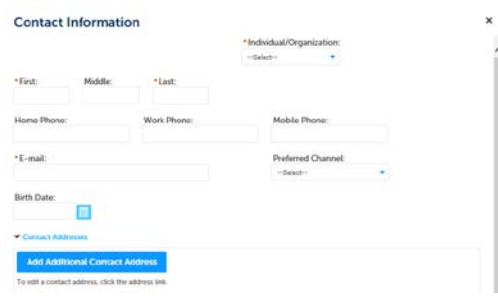 Contact Information
*Individual/Organization:
--Select--
*First: Middle: *Last:
Home Phone: Work Phone: Mobile Phone:
*E-mail: Preferred Channel:
--Select--
Birth Date:
Contact Addresses
Add Additional Contact Address
To edit a contact address, click the address link.